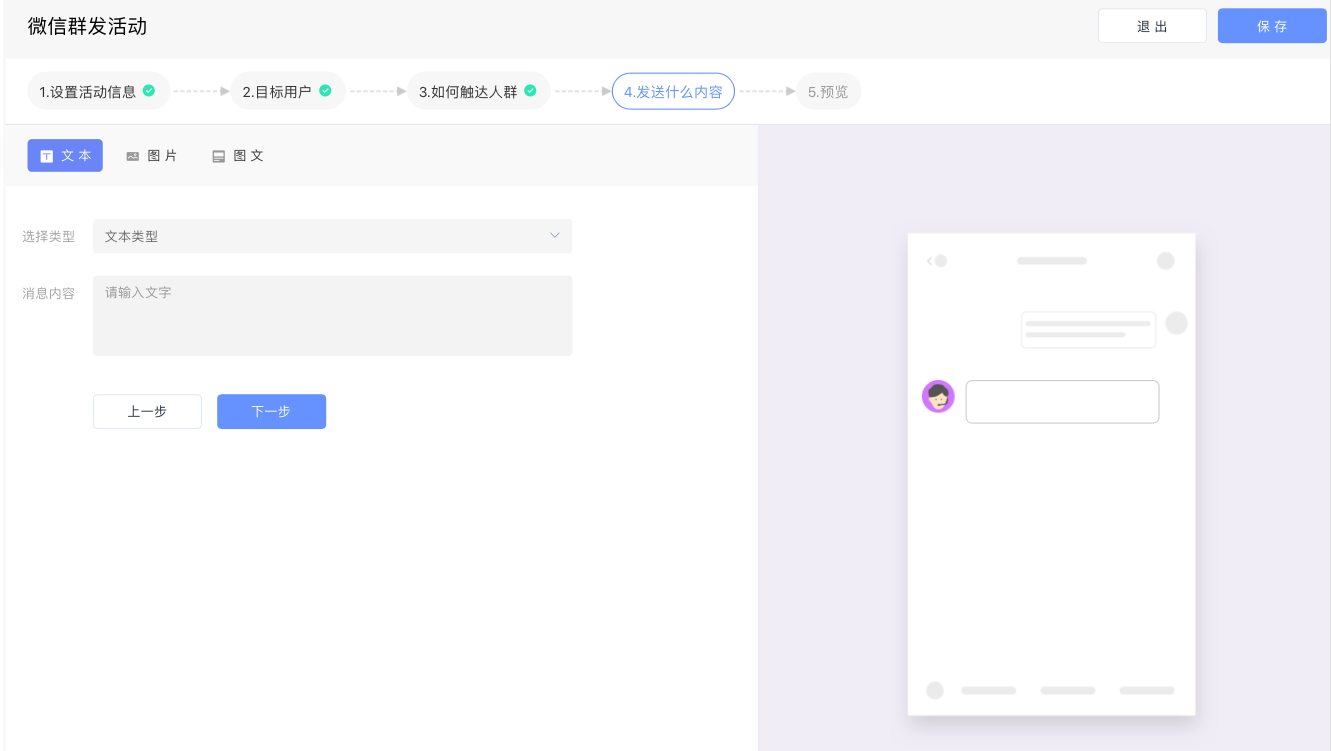 微信群发活动
退出
保存
1.设置活动信息
2.目标用户
3.如何触达人群
4.发送什么内容
5.预览
T 文本
图片
图文
选择类型
文本类型
消息内容
请输入文字
上一步
下一步